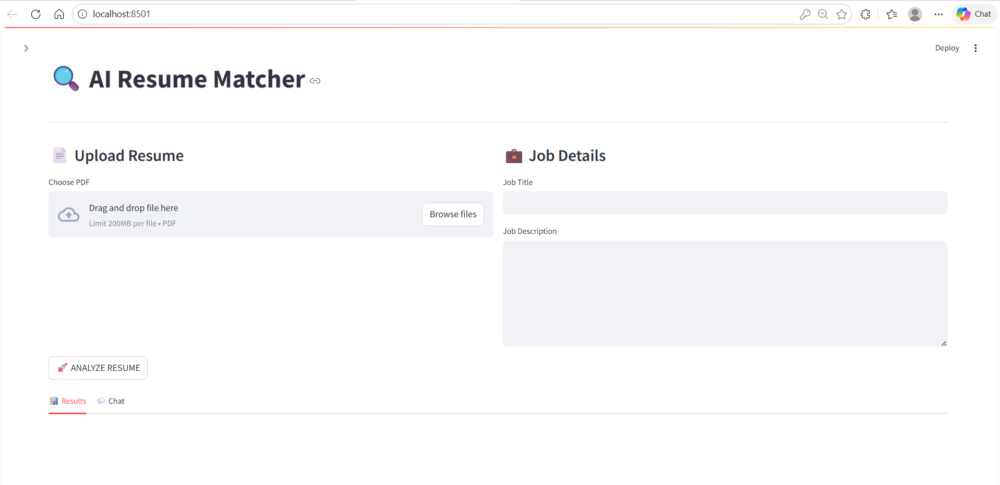 localhost:8501
Chat
Deploy
AI Resume Matcher
Upload Resume
Choose PDF
Drag and drop file here
Limit 200MB per file • PDF
Browse files
Job Details
Job Title
Job Description
ANALYZE RESUME
Results
Chat